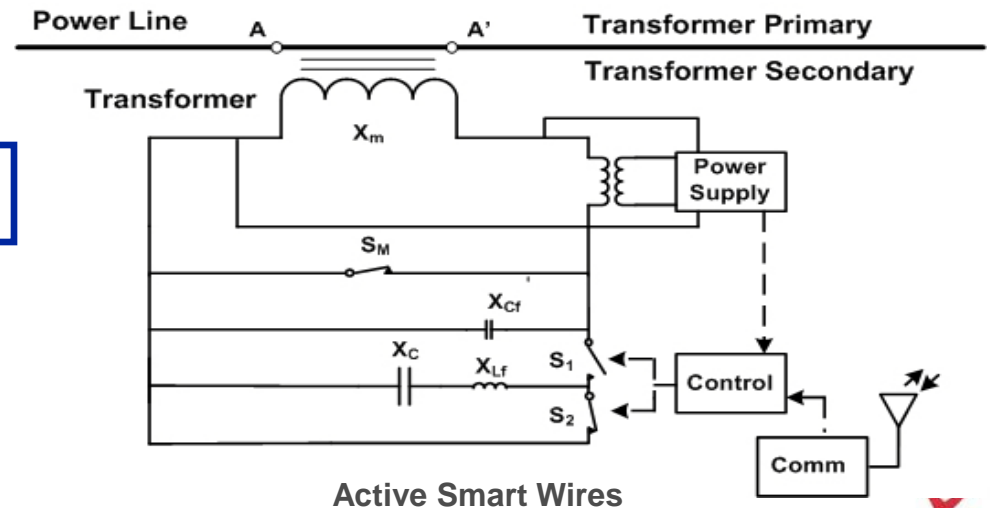 Power Line
A
A'
Transformer Primary
Transformer Secondary
Transformer
Xm
Power
Supply
SM
XCf
XC
XLf
S1
S2
Control
Comm
Active Smart Wires